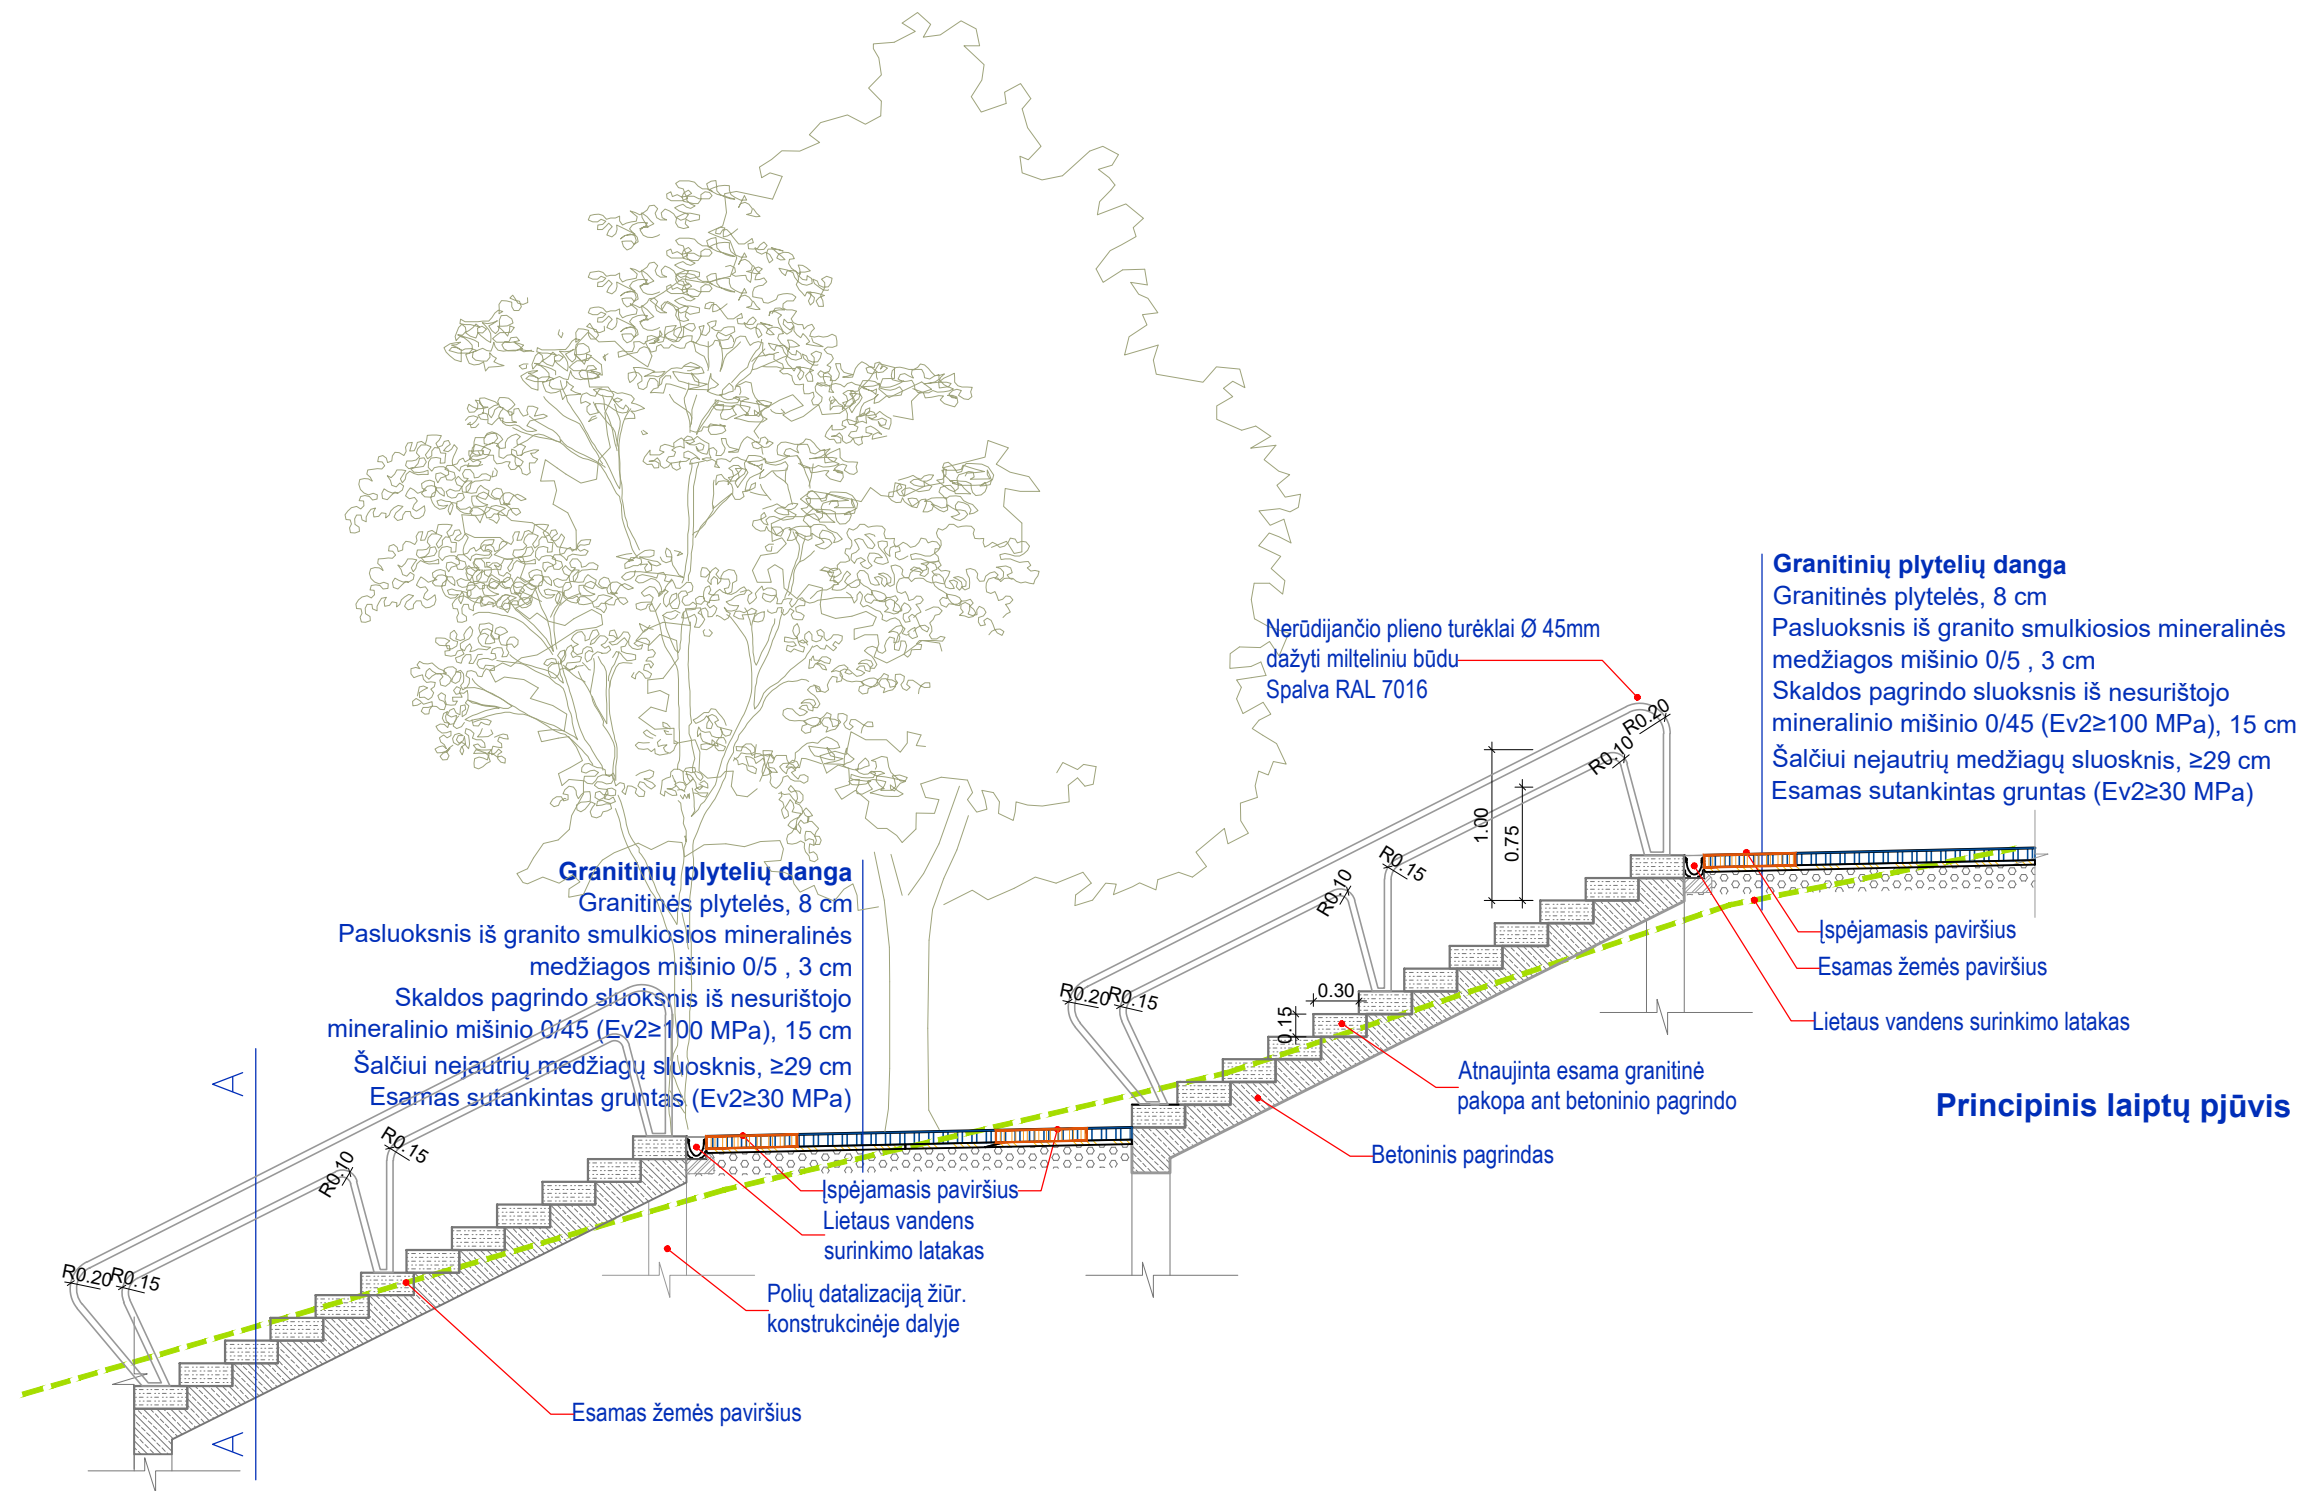 Granitinių plytelių danga
Granitinės plytelės, 8 cm
Pasluoksnis iš granito smulkiosios mineralinės
medžiagos mišinio 0/5 , 3 cm
Skaldos pagrindo sluoksnis iš nesurištojo
mineralinio mišinio 0/45 (Ev2≥100 MPa), 15 cm
Šalčiui nejautrių medžiagų sluosknis, ≥29 cm
Esamas sutankintas gruntas (Ev2≥30 MPa)
Nerūdijančio plieno turėklai Ø 45mm
dažyti milteliniu būdu
Spalva RAL 7016
R0.20
R0.10
1.00
0.75
R0.15
R0.10
R0.20
R0.15
0.30
0.15
Įspėjamasis paviršius
Esamas žemės paviršius
Lietaus vandens surinkimo latakas
Atnaujinta esama granitinė
pakopa ant betoninio pagrindo
Betoninis pagrindas
Principinis laiptų pjūvis
Granitinių plytelių danga
Granitinės plytelės, 8 cm
Pasluoksnis iš granito smulkiosios mineralinės
medžiagos mišinio 0/5 , 3 cm
Skaldos pagrindo sluoksnis iš nesurištojo
mineralinio mišinio 0/45 (Ev2≥100 MPa), 15 cm
Šalčiui nejautrių medžiagų sluosknis, ≥29 cm
Esamas sutankintas gruntas (Ev2≥30 MPa)
A
R0.15
R0.10
R0.20
R0.15
Įspėjamasis paviršius
Lietaus vandens
surinkimo latakas
Polių datalizaciją žiūr.
konstrukcinėje dalyje
Esamas žemės paviršius
A